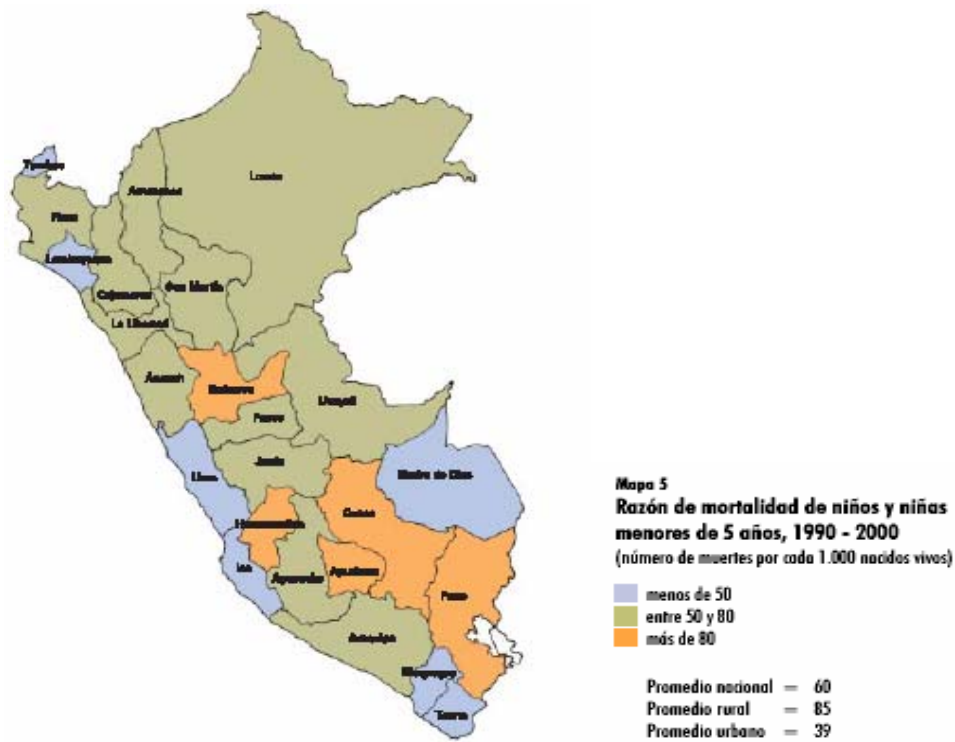 Tumbes
Loreto
Amazonas
Piura
Lambayeque
San Martín
Cajamarca
La Libertad
Ancash
Huánuco
Ucayali
Pasco
Junín
Lima
Madre de Dios
Cusco
Huancavelica
Ica
Apurímac
Ayacucho
Puno
Arequipa
Moquegua
Tacna
Mapa 5
Razón de mortalidad de niños y niñas
menores de 5 años, 1990 - 2000
(número de muertes por cada 1.000 nacidos vivos)
menos de 50
entre 50 y 80
más de 80
Promedio nacional = 60
Promedio rural = 85
Promedio urbano = 39